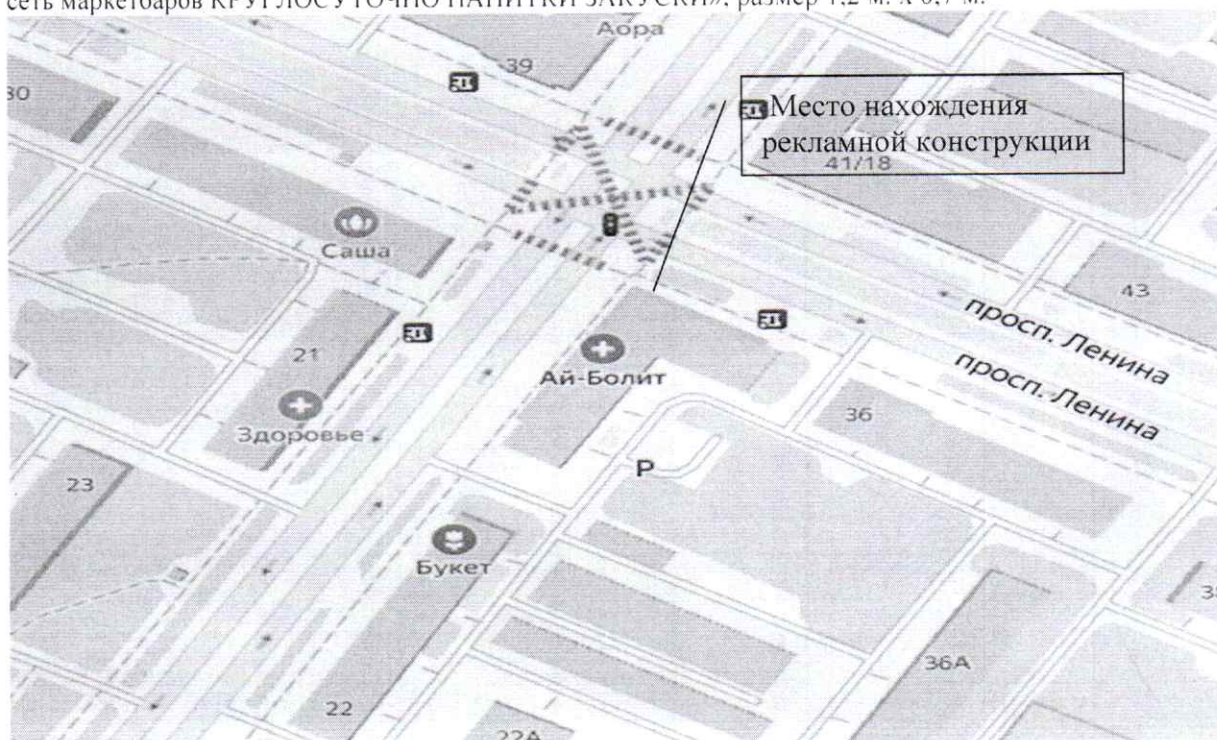 сеть маркетбаров КРУГЛОСУТОЧНО НАПИТКИ ЗАКУСКИ», размер 1,2 м. х 0,7 м.
Аора
39
30
Место нахождения
рекламной конструкции
41/18
Саша
43
просп. Ленина
просп. Ленина
21
Ай-Болит
Здоровье
36
P
23
Букет
36А
22
22А